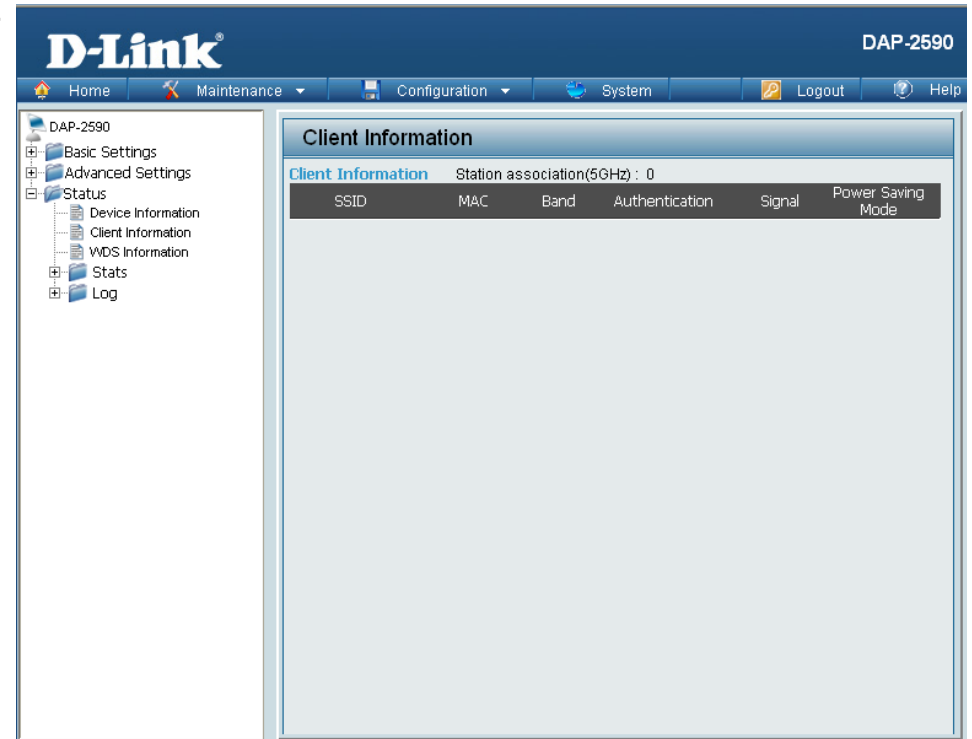 D-Link®
DAP-2590
Home Maintenance Configuration System Logout Help
DAP-2590
Basic Settings
Advanced Settings
Status
Device Information
Client Information
WDS Information
Stats
Log
Client Information
Client Information Station association(5GHz) : 0
SSID MAC Band Authentication Signal Power Saving Mode